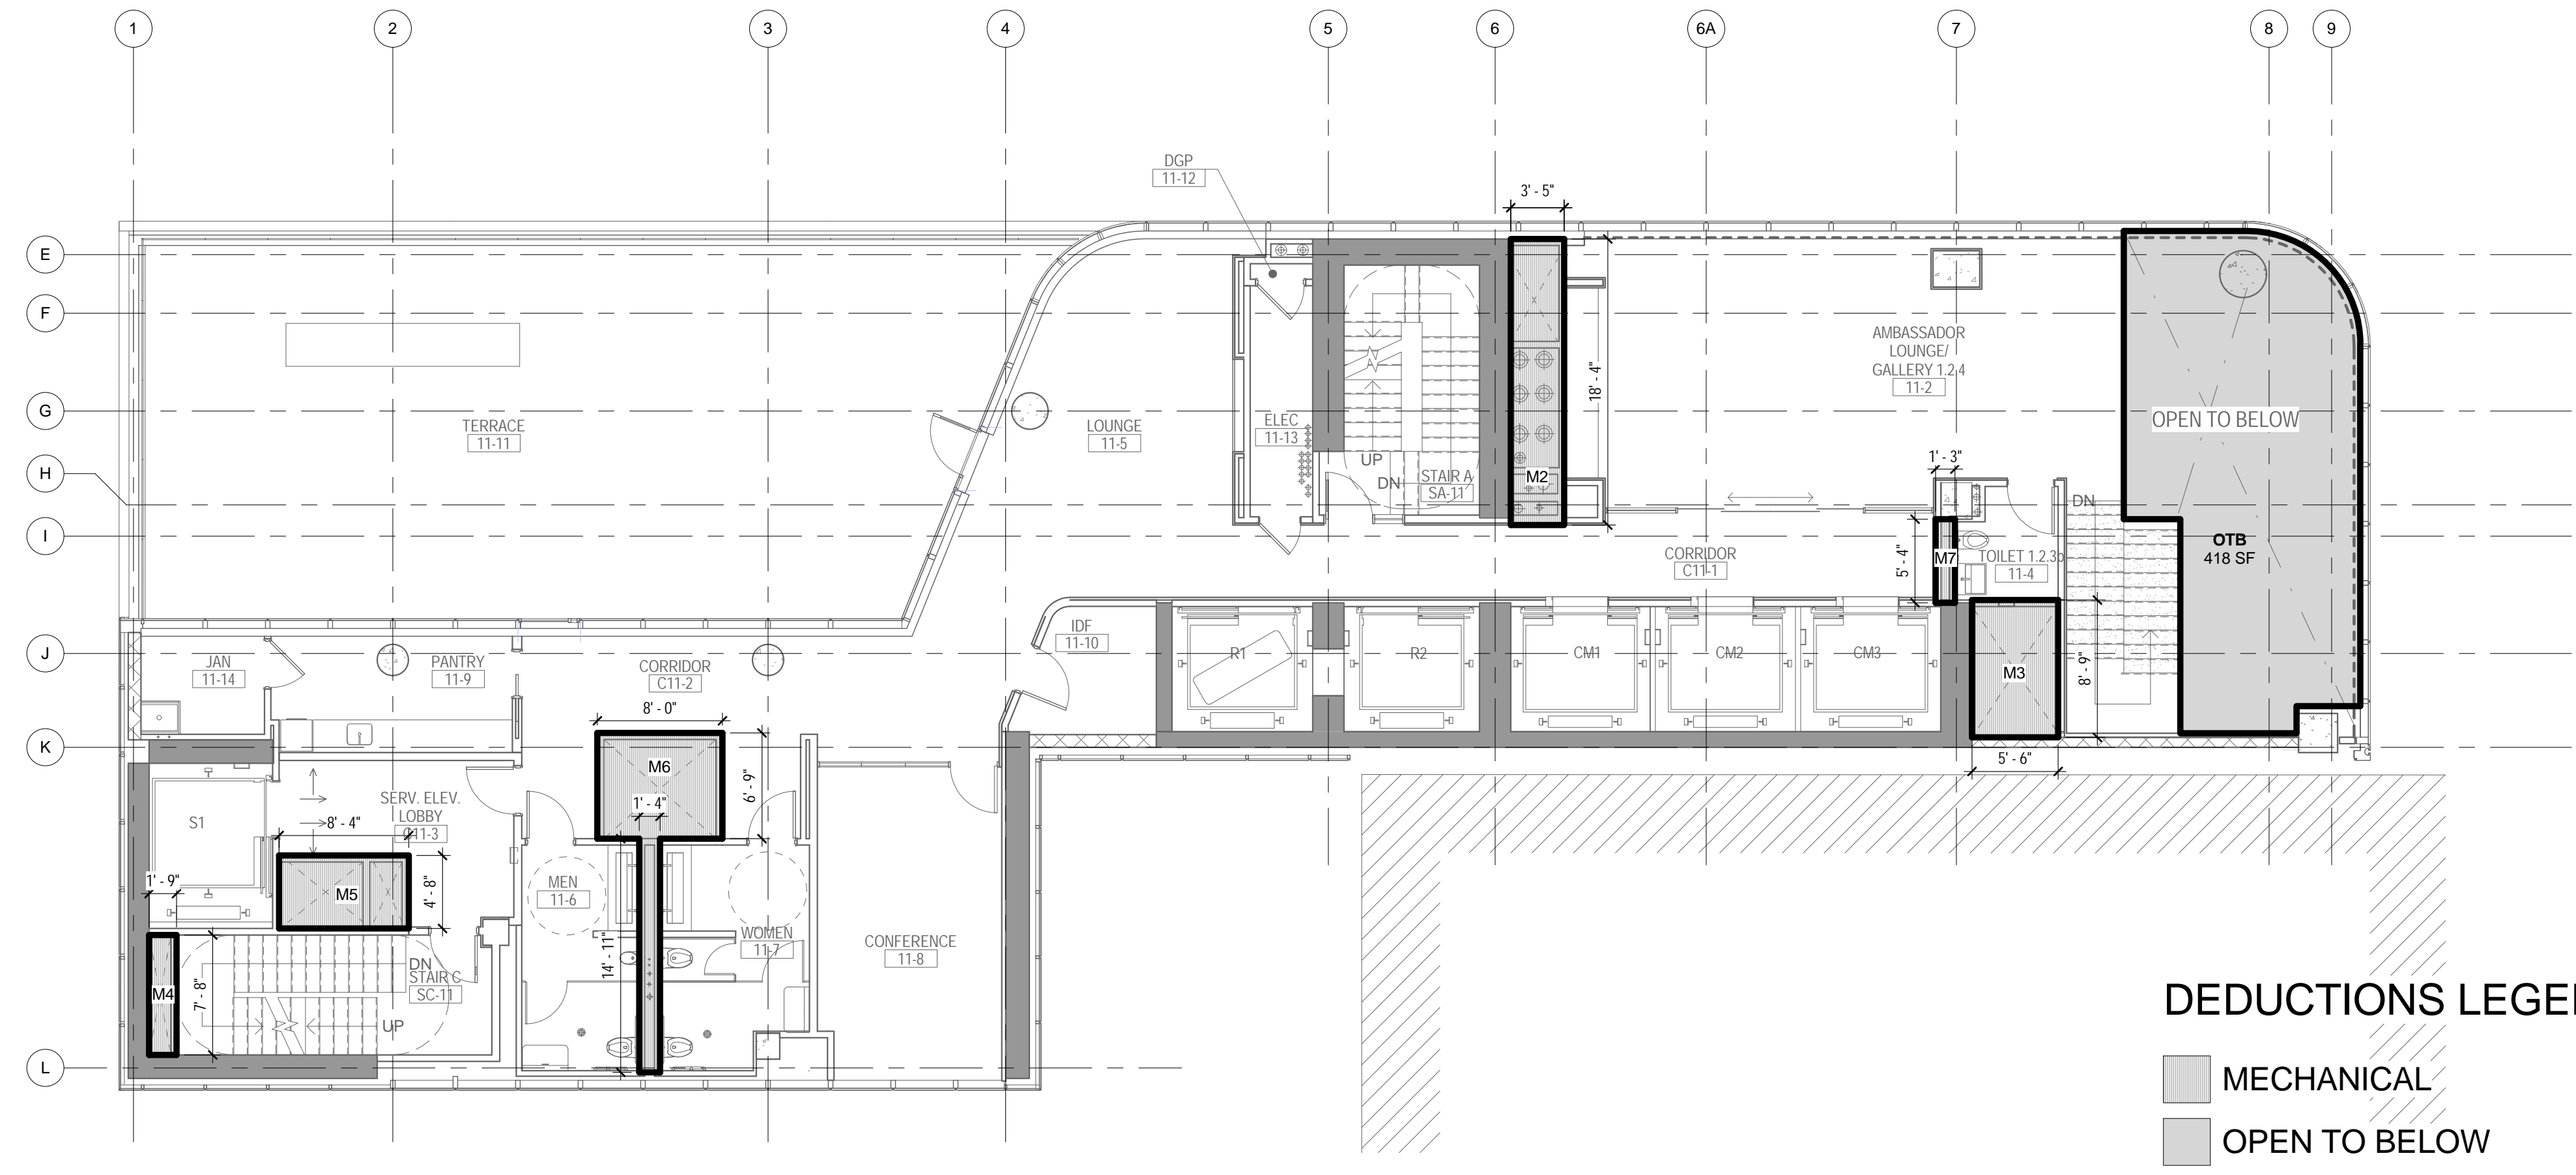 1
2
3
4
5
6
6A
7
8
9
DGP
11-12
3' - 5"
E
F
AMBASSADOR
LOUNGE/
GALLERY 1.2.4
11-2
18' - 4"
G
TERRACE
11-11
LOUNGE
11-5
ELEC
11-13
OPEN TO BELOW
H
UP
DN
STAIR A
SA-11
M2
1' - 3"
DN
I
CORRIDOR
C11-1
5' - 4"
M7
TOILET 1.2.3b
11-4
OTB
418 SF
IDF
11-10
J
JAN
11-14
PANTRY
11-9
CORRIDOR
C11-2
R1
R2
CM1
CM2
CM3
M3
8' - 9"
8' - 0"
K
M6
6' - 9"
5' - 6"
1' - 4"
S1
SERV. ELEV.
LOBBY
C11-3
8' - 4"
1' - 9"
M5
4' - 8"
MEN
11-6
WOMEN
11-7
CONFERENCE
11-8
14' - 11"
DN
STAIR C
SC-11
M4
7' - 8"
UP
L
DEDUCTIONS LEGE
MECHANICAL
OPEN TO BELOW